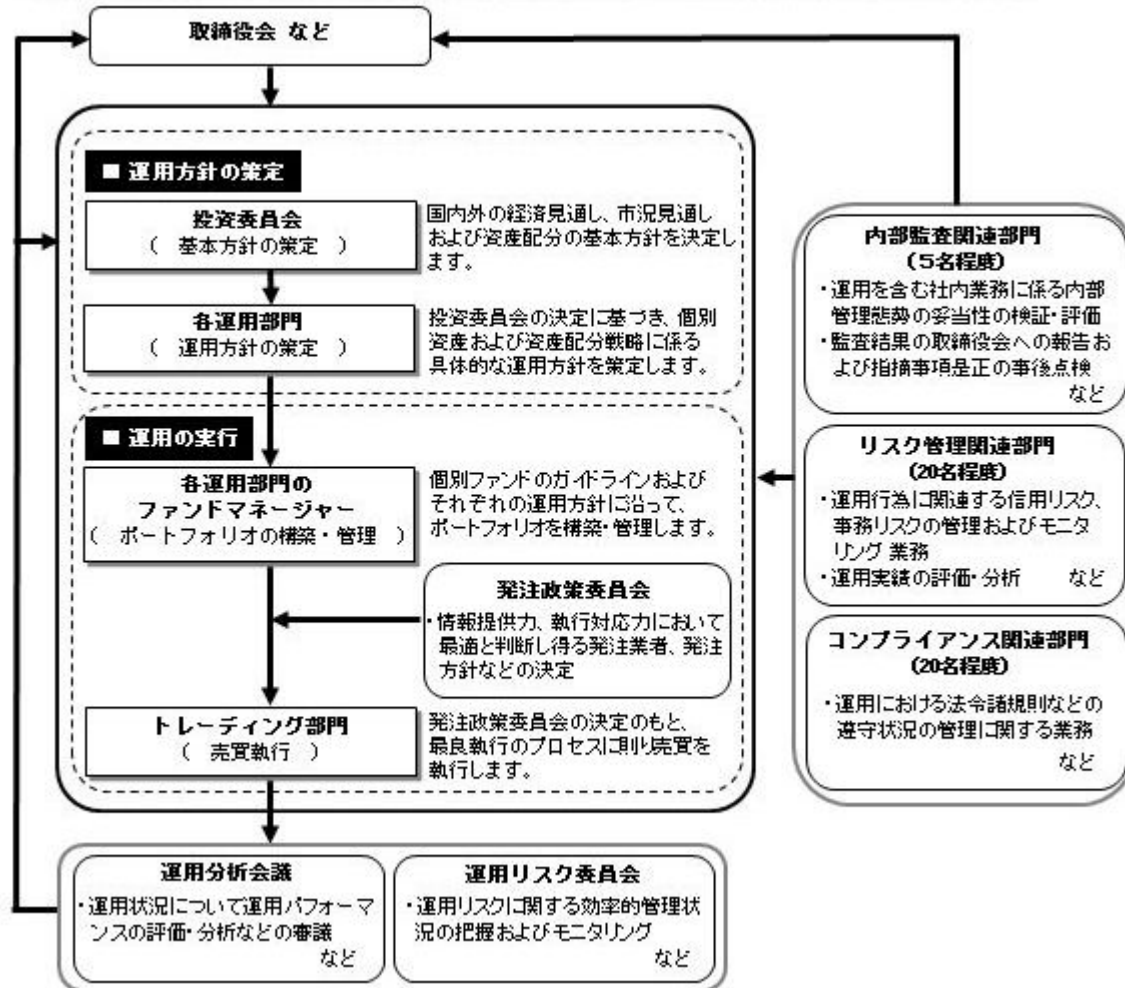 取締役会 など
■ 運用方針の策定
投資委員会
( 基本方針の策定 )
国内外の経済見通し、市況見通し
および資産配分の基本方針を決定し
ます。
各運用部門
( 運用方針の策定 )
投資委員会の決定に基づき、個別
資産および資産配分戦略に係る
具体的な運用方針を策定します。
■ 運用の実行
各運用部門の
ファンドマネージャー
( ポートフォリオの構築・管理 )
個別ファンドのガイドラインおよび
それぞれの運用方針に沿って、
ポートフォリオを構築・管理します。
発注政策委員会
・情報提供力、執行対応力において
最適と判断し得る発注業者、発注
方針などの決定
トレーディング部門
( 売買執行 )
発注政策委員会の決定のもと、
最良執行のプロセスに則り売買を
執行します。
運用分析会議
・運用状況について運用パフォーマ
ンスの評価・分析などの審議
など
運用リスク委員会
・運用リスクに関する効率的管理状
況の把握およびモニタリング
など
内部監査関連部門
(5名程度)
・運用を含む社内業務に係る内部
管理態勢の妥当性の検証・評価
・監査結果の取締役会への報告お
よび指摘事項是正の事後点検
など
リスク管理関連部門
(20名程度)
・運用行為に関連する信用リスク、
事務リスクの管理およびモニタ
リング 業務
・運用実績の評価・分析 など
コンプライアンス関連部門
(20名程度)
・運用における法令諸規則などの
遵守状況の管理に関する業務
など